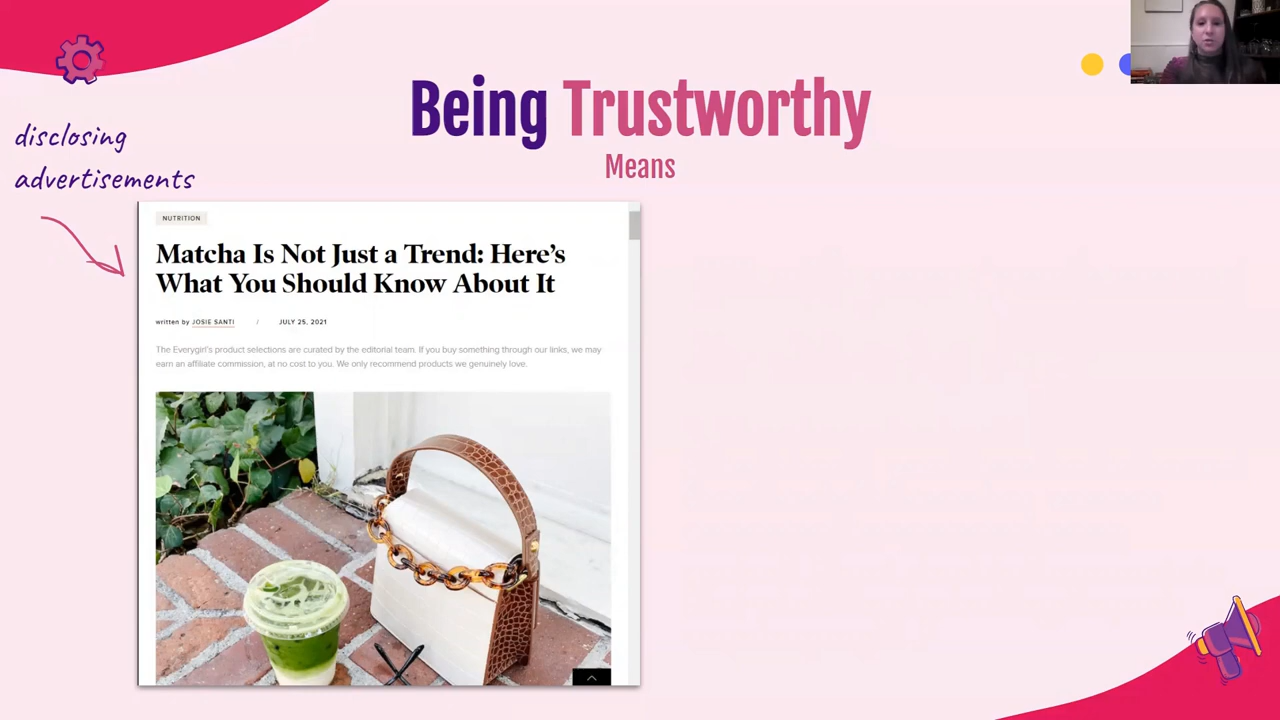 Being Trustworthy
Means
disclosing
advertisements
NUTRITION
Matcha Is Not Just a Trend: Here’s
What You Should Know About It
written by JOSIE SANTI / JULY 25, 2021
The Everygirl's product selections are curated by the editorial team. If you buy something through our links, we may
earn an affiliate commission, at no cost to you. We only recommend products we genuinely love.